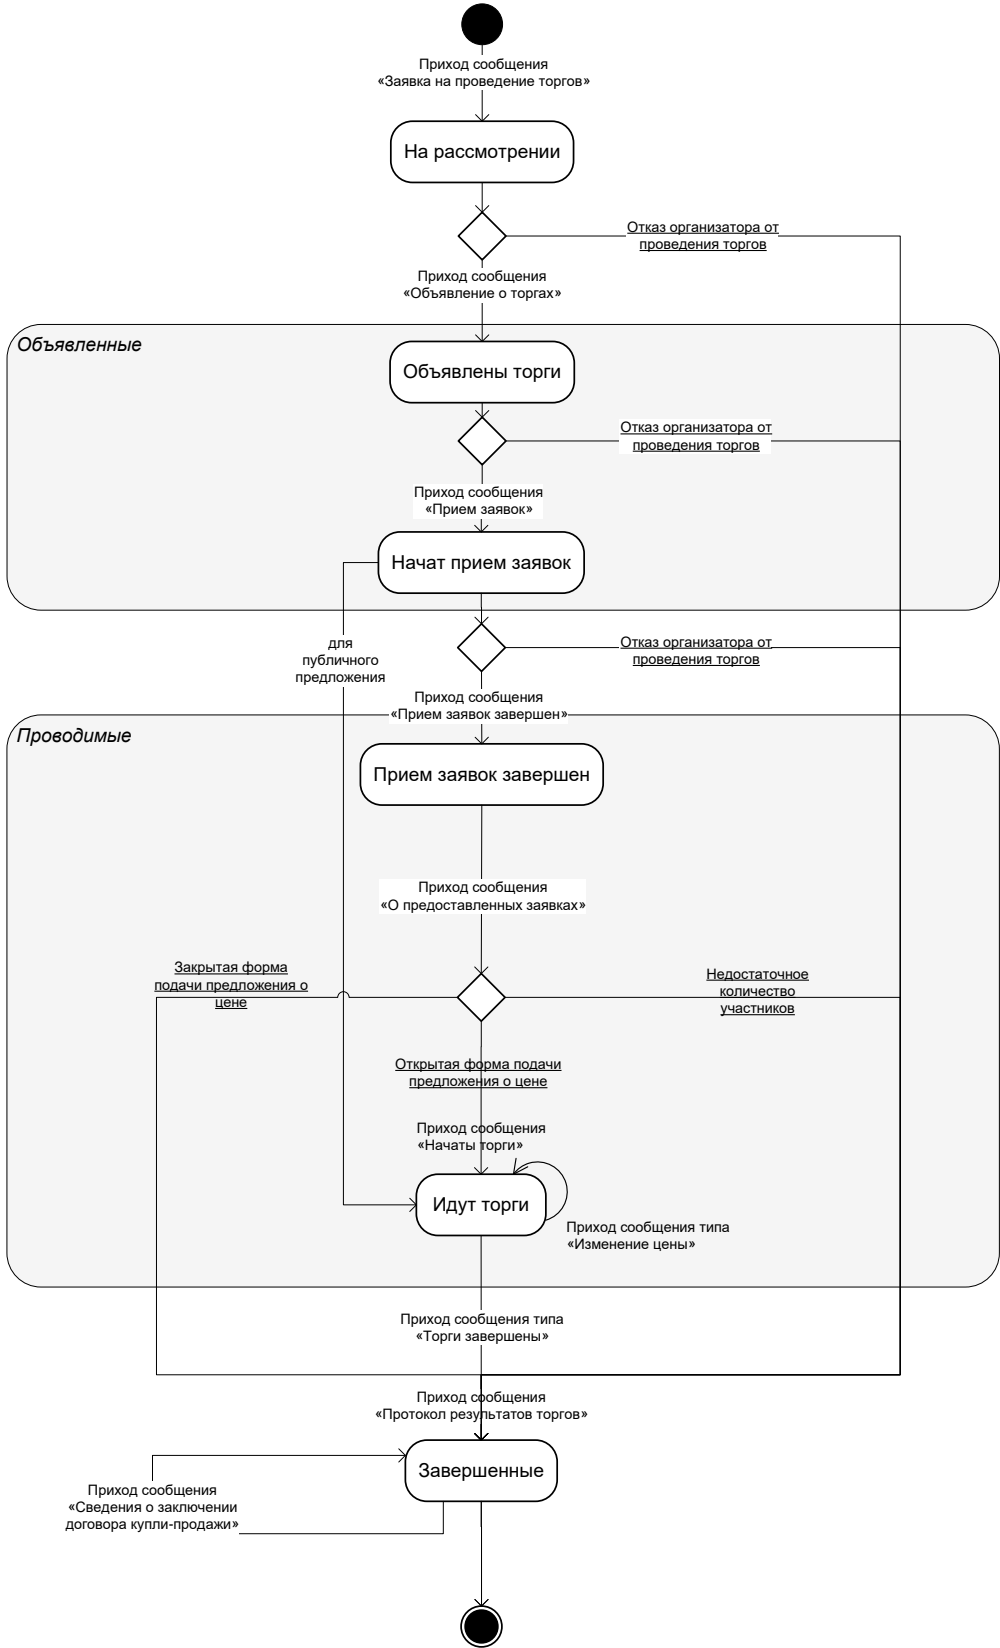 Приход сообщения
«Заявка на проведение торгов»
На рассмотрении
Отказ организатора от
проведения торгов
Приход сообщения
«Объявление о торгах»
Объявленные
Объявлены торги
Отказ организатора от
проведения торгов
Приход сообщения
«Прием заявок»
Начат прием заявок
для
публичного
предложения
Отказ организатора от
проведения торгов
Приход сообщения
«Прием заявок завершен»
Проводимые
Прием заявок завершен
Приход сообщения
«О предоставленных заявках»
Закрытая форма
подачи предложения о
цене
Недостаточное
количество
участников
Открытая форма подачи
предложения о цене
Приход сообщения
«Начаты торги»
Идут торги
Приход сообщения типа
«Изменение цены»
Приход сообщения типа
«Торги завершены»
Приход сообщения
«Протокол результатов торгов»
Завершенные
Приход сообщения
«Сведения о заключении
договора купли-продажи»